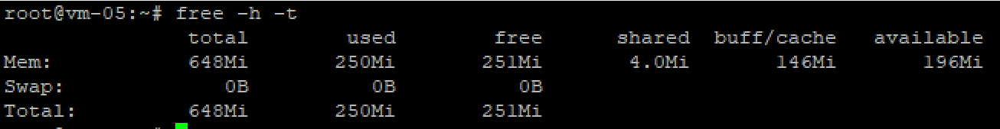 root@vm-05:~# free -h -t
total used free shared buff/cache available
Mem: 648Mi 250Mi 251Mi 4.0Mi 146Mi 196Mi
Swap: 0B 0B 0B
Total: 648Mi 250Mi 251Mi